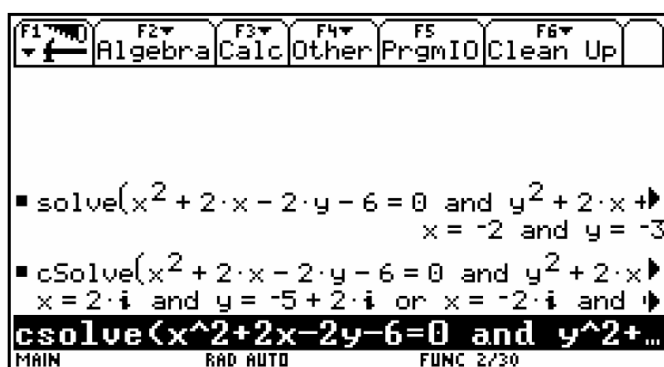 F1 F2 Algebra F3 Calc F4 Other F5 PrgmIO F6 Clean Up
solve(x² + 2·x − 2·y − 6 = 0 and y² + 2·x +
x = ⁻2 and y = ⁻3
cSolve(x² + 2·x − 2·y − 6 = 0 and y² + 2·x
x = 2·i and y = ⁻5 + 2·i or x = ⁻2·i and
csolve(x^2+2x-2y-6=0 and y^2+…
MAIN RAD AUTO FUNC 2/30